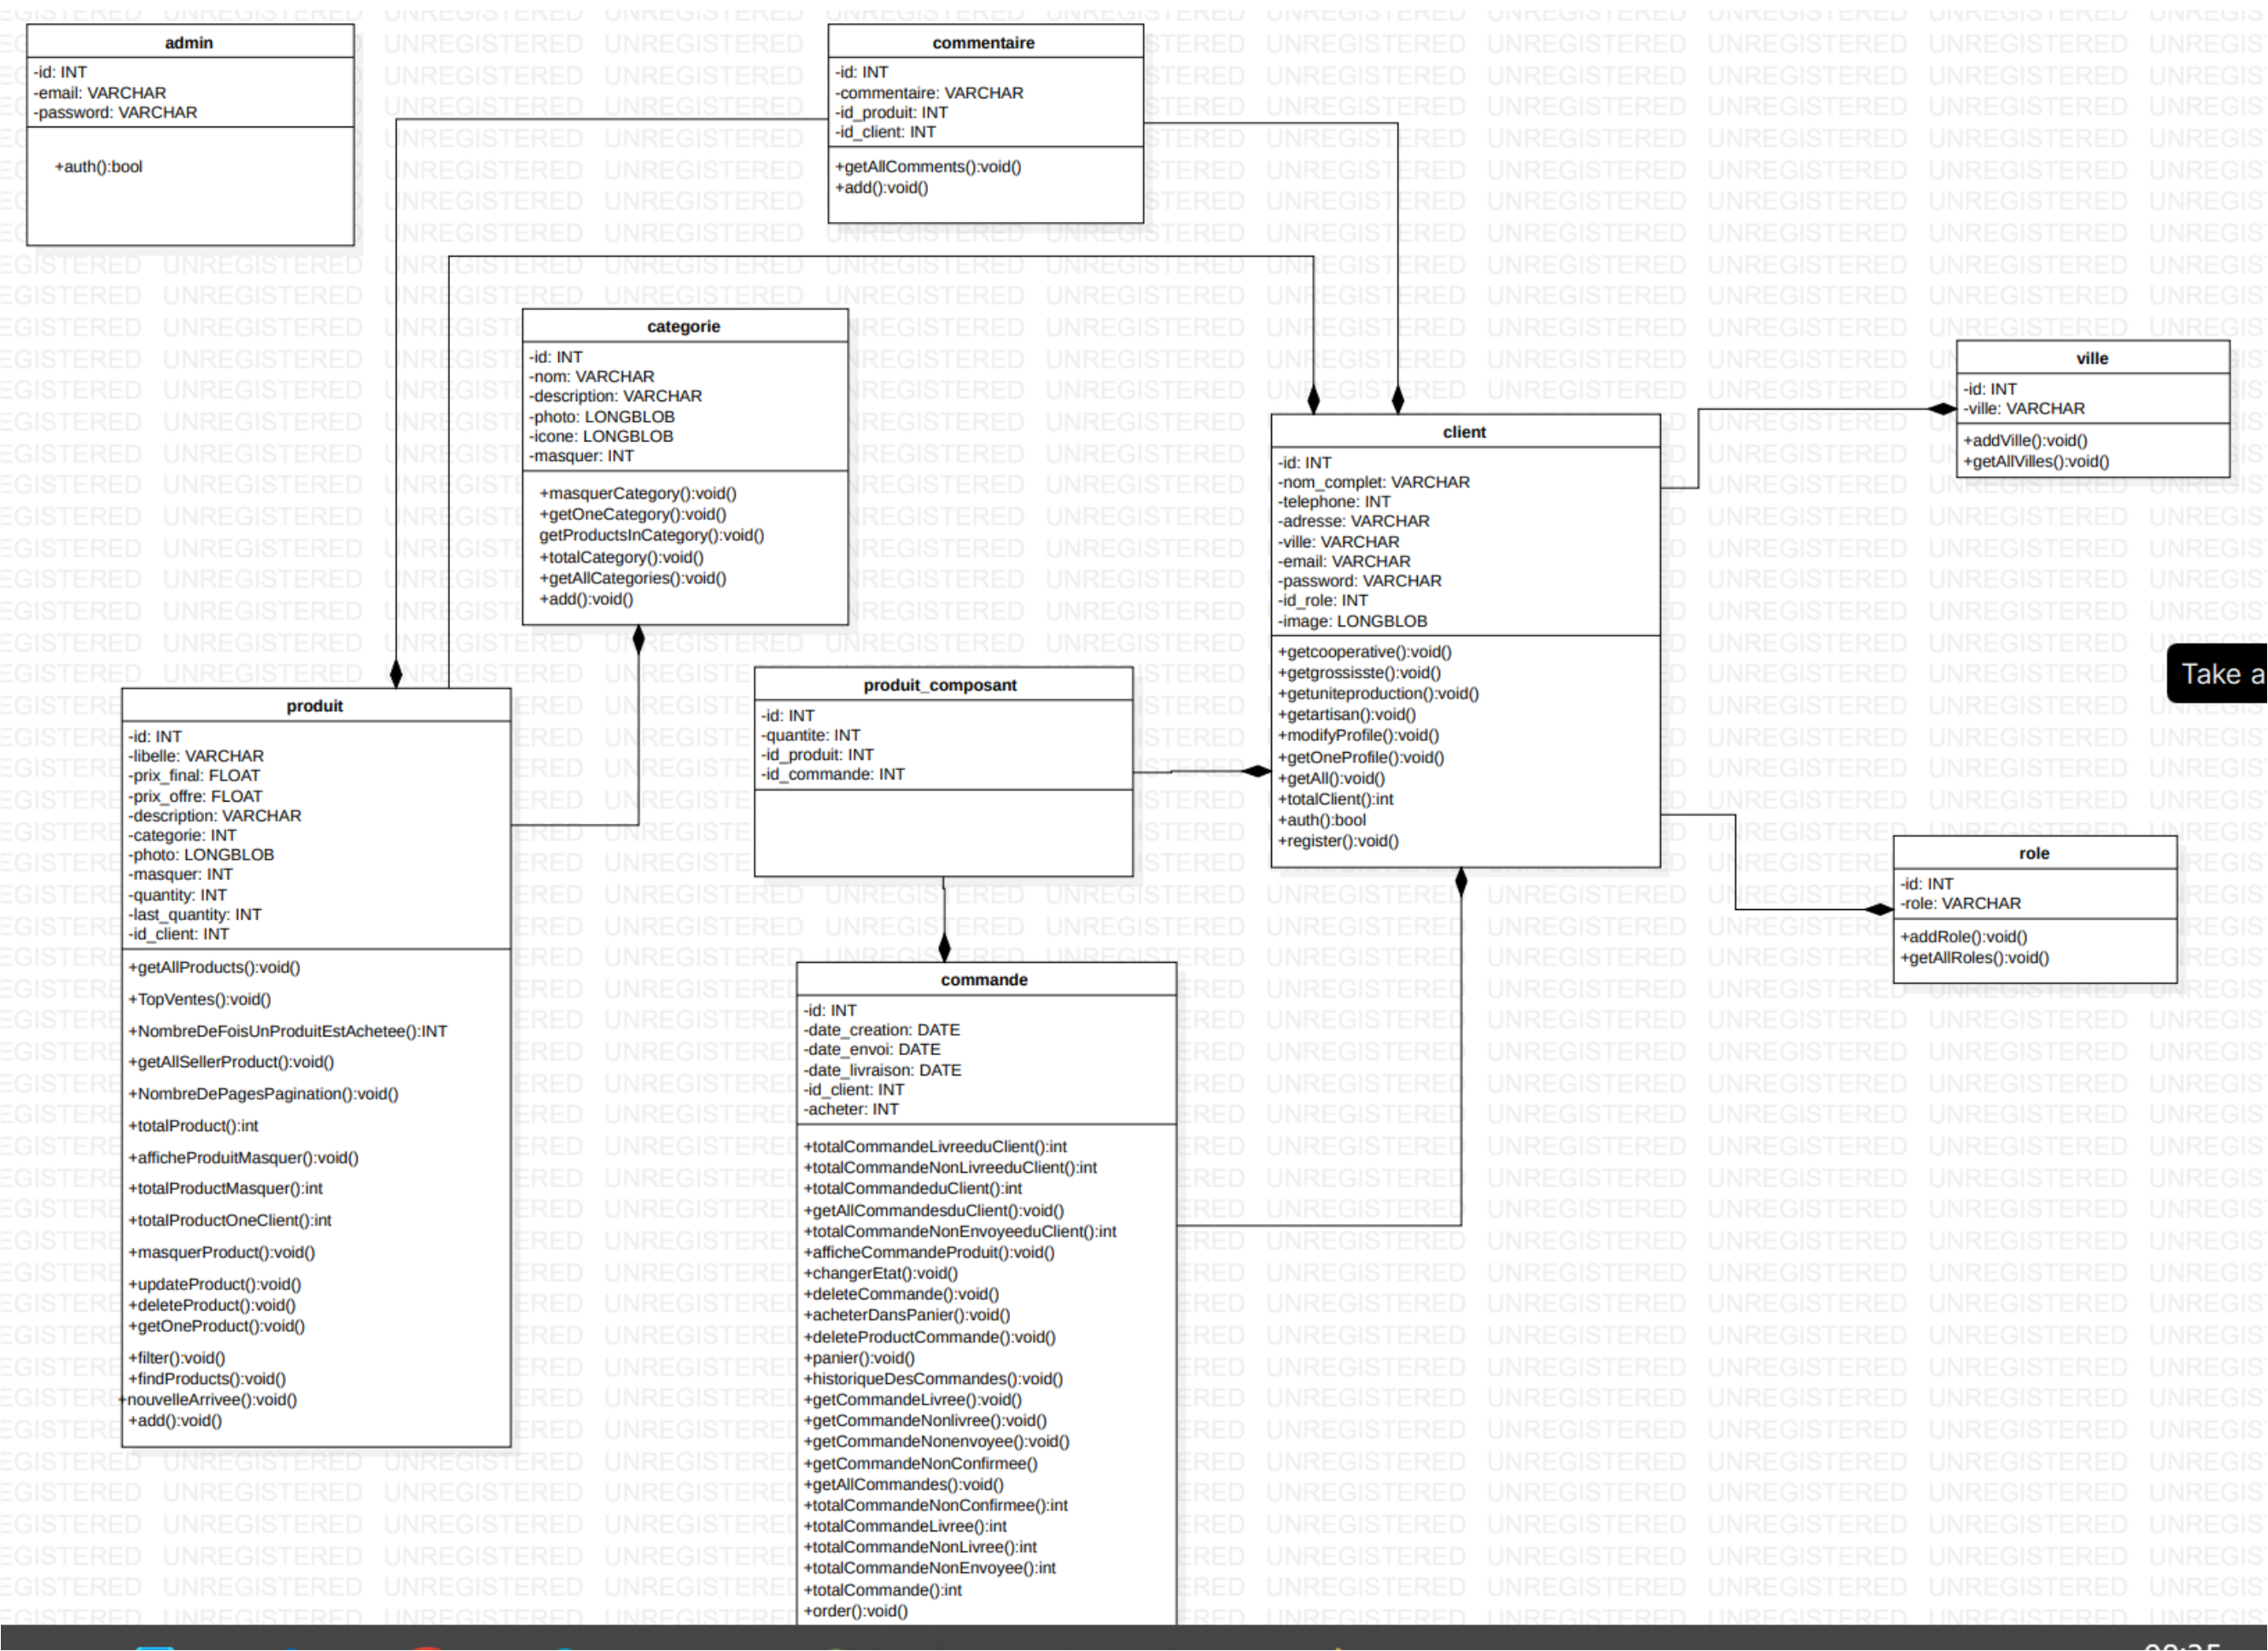 admin
-id: INT
-email: VARCHAR
-password: VARCHAR
+auth():bool
commentaire
-id: INT
-commentaire: VARCHAR
-id_produit: INT
-id_client: INT
+getAllComments():void()
+add():void()
categorie
-id: INT
-nom: VARCHAR
-description: VARCHAR
-photo: LONGBLOB
-icone: LONGBLOB
-masquer: INT
+masquerCategory():void()
+getOneCategory():void()
getProductsInCategory():void()
+totalCategory():void()
+getAllCategories():void()
+add():void()
ville
-id: INT
-ville: VARCHAR
+addVille():void()
+getAllVilles():void()
client
-id: INT
-nom_complet: VARCHAR
-telephone: INT
-adresse: VARCHAR
-ville: VARCHAR
-email: VARCHAR
-password: VARCHAR
-id_role: INT
-image: LONGBLOB
+getcooperative():void()
+getgrossisste():void()
+getuniteproduction():void()
+getartisan():void()
+modifyProfile():void()
+getOneProfile():void()
+getAll():void()
+totalClient():int
+auth():bool
+register():void()
Take a
produit_composant
-id: INT
-quantite: INT
-id_produit: INT
-id_commande: INT
produit
-id: INT
-libelle: VARCHAR
-prix_final: FLOAT
-prix_offre: FLOAT
-description: VARCHAR
-categorie: INT
-photo: LONGBLOB
-masquer: INT
-quantity: INT
-last_quantity: INT
-id_client: INT
+getAllProducts():void()
+TopVentes():void()
+NombreDeFoisUnProduitEstAchetee():INT
+getAllSellerProduct():void()
+NombreDePagesPagination():void()
+totalProduct():int
+afficheProduitMasquer():void()
+totalProductMasquer():int
+totalProductOneClient():int
+masquerProduct():void()
+updateProduct():void()
+deleteProduct():void()
+getOneProduct():void()
+filter():void()
+findProducts():void()
+nouvelleArrivee():void()
+add():void()
role
-id: INT
-role: VARCHAR
+addRole():void()
+getAllRoles():void()
commande
-id: INT
-date_creation: DATE
-date_envoi: DATE
-date_livraison: DATE
-id_client: INT
-acheter: INT
+totalCommandeLivreeduClient():int
+totalCommandeNonLivreeduClient():int
+totalCommandeduClient():int
+getAllCommandesduClient():void()
+totalCommandeNonEnvoyeeduClient():int
+afficheCommandeProduit():void()
+changerEtat():void()
+deleteCommande():void()
+acheterDansPanier():void()
+deleteProductCommande():void()
+panier():void()
+historiqueDesCommandes():void()
+getCommandeLivree():void()
+getCommandeNonlivree():void()
+getCommandeNonenvoyee():void()
+getCommandeNonConfirmee()
+getAllCommandes():void()
+totalCommandeNonConfirmee():int
+totalCommandeLivree():int
+totalCommandeNonLivree():int
+totalCommandeNonEnvoyee():int
+totalCommande():int
+order():void()